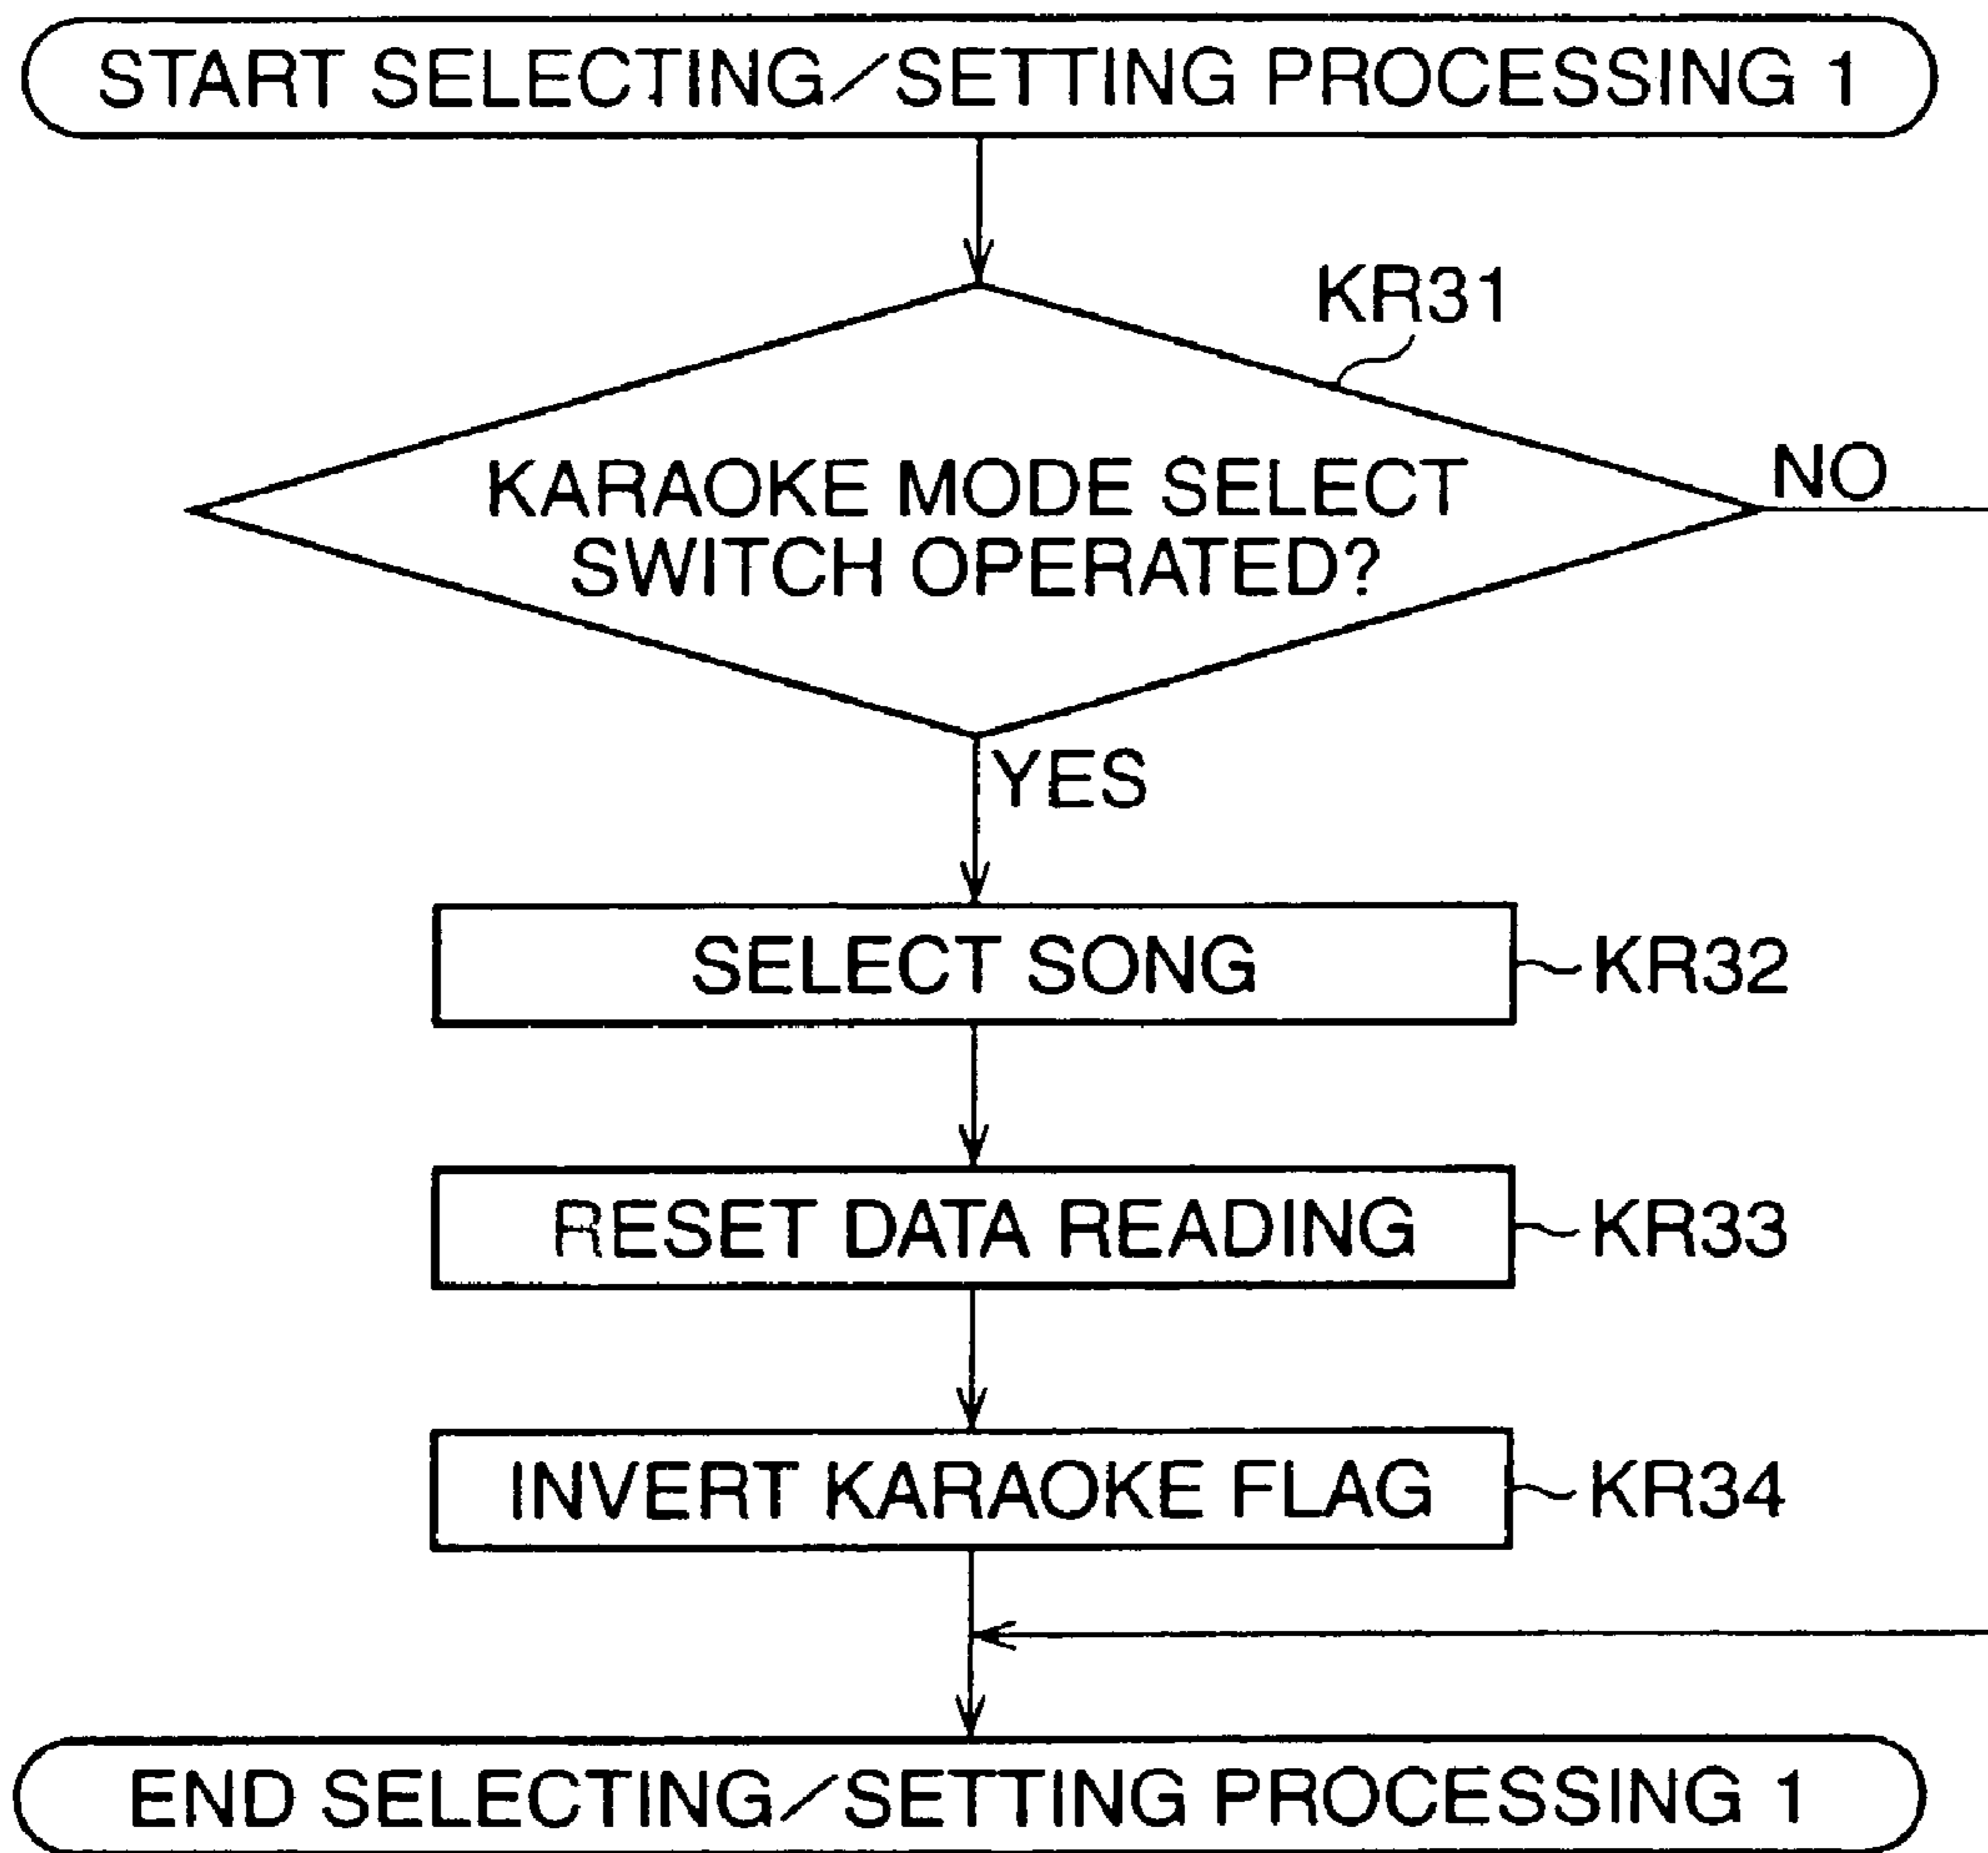 START SELECTING/SETTING PROCESSING 1
KR31
KARAOKE MODE SELECT
SWITCH OPERATED?
NO
YES
SELECT SONG
KR32
RESET DATA READING
KR33
INVERT KARAOKE FLAG
KR34
END SELECTING/SETTING PROCESSING 1